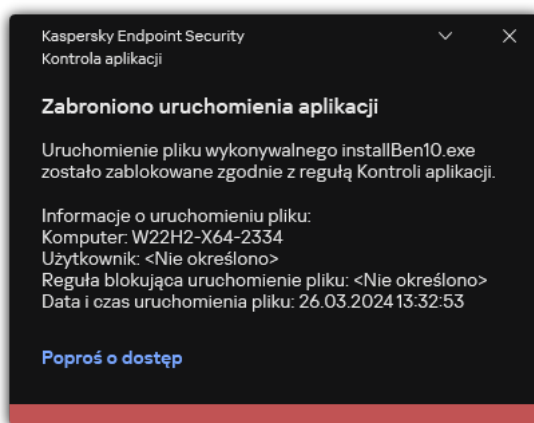 Kaspersky Endpoint Security
Kontrola aplikacji
Zabroniono uruchomienia aplikacji
Uruchomienie pliku wykonywalnego installBen10.exe
zostało zablokowane zgodnie z regułą Kontroli aplikacji.
Informacje o uruchomieniu pliku:
Komputer: W22H2-X64-2334
Użytkownik: <Nie określono>
Reguła blokująca uruchomienie pliku: <Nie określono>
Data i czas uruchomienia pliku: 26.03.2024 13:32:53
Poproś o dostęp